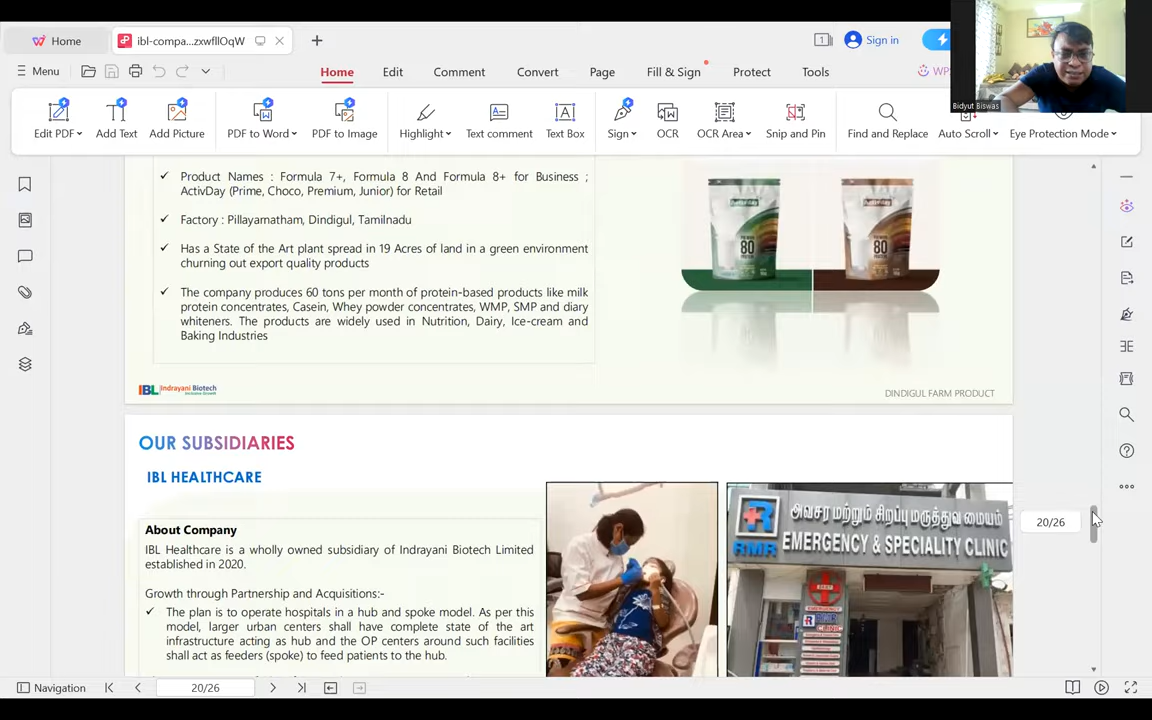 Home
ibl-compa...zxwfllOqW
Sign in
Menu
Home
Edit
Comment
Convert
Page
Fill & Sign
Protect
Tools
WPS
Edit PDF
Add Text
Add Picture
PDF to Word
PDF to Image
Highlight
Text comment
Text Box
Sign
OCR
OCR Area
Snip and Pin
Find and Replace
Auto Scroll
Eye Protection Mode
Bidyut Biswas
Product Names : Formula 7+, Formula 8 And Formula 8+ for Business ;
ActivDay (Prime, Choco, Premium, Junior) for Retail
Factory : Pillayamatham, Dindigul, Tamilnadu
Has a State of the Art plant spread in 19 Acres of land in a green environment
churning out export quality products
The company produces 60 tons per month of protein-based products like milk
protein concentrates, Casein, Whey powder concentrates, WMP, SMP and diary
whiteners. The products are widely used in Nutrition, Dairy, Ice-cream and
Baking Industries
80
80
IBL Indrayani Biotech
DINDIGUL FARM PRODUCT
OUR SUBSIDIARIES
IBL HEALTHCARE
About Company
IBL Healthcare is a wholly owned subsidiary of Indrayani Biotech Limited
established in 2020.
Growth through Partnership and Acquisitions:-
The plan is to operate hospitals in a hub and spoke model. As per this
model, larger urban centers shall have complete state of the art
infrastructure acting as hub and the OP centers around such facilities
shall act as feeders (spoke) to feed patients to the hub.
அவசர மற்றும் சிறப்பு மருத்துவ மையம்
RMR
EMERGENCY & SPECIALITY CLINIC
20/26
Navigation
20/26